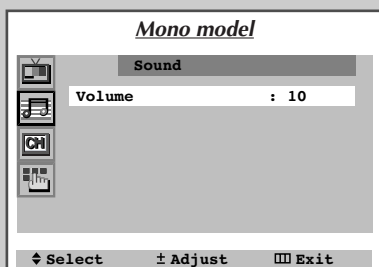 Mono model
Sound
Volume : 10
CH
Select ± Adjust Exit